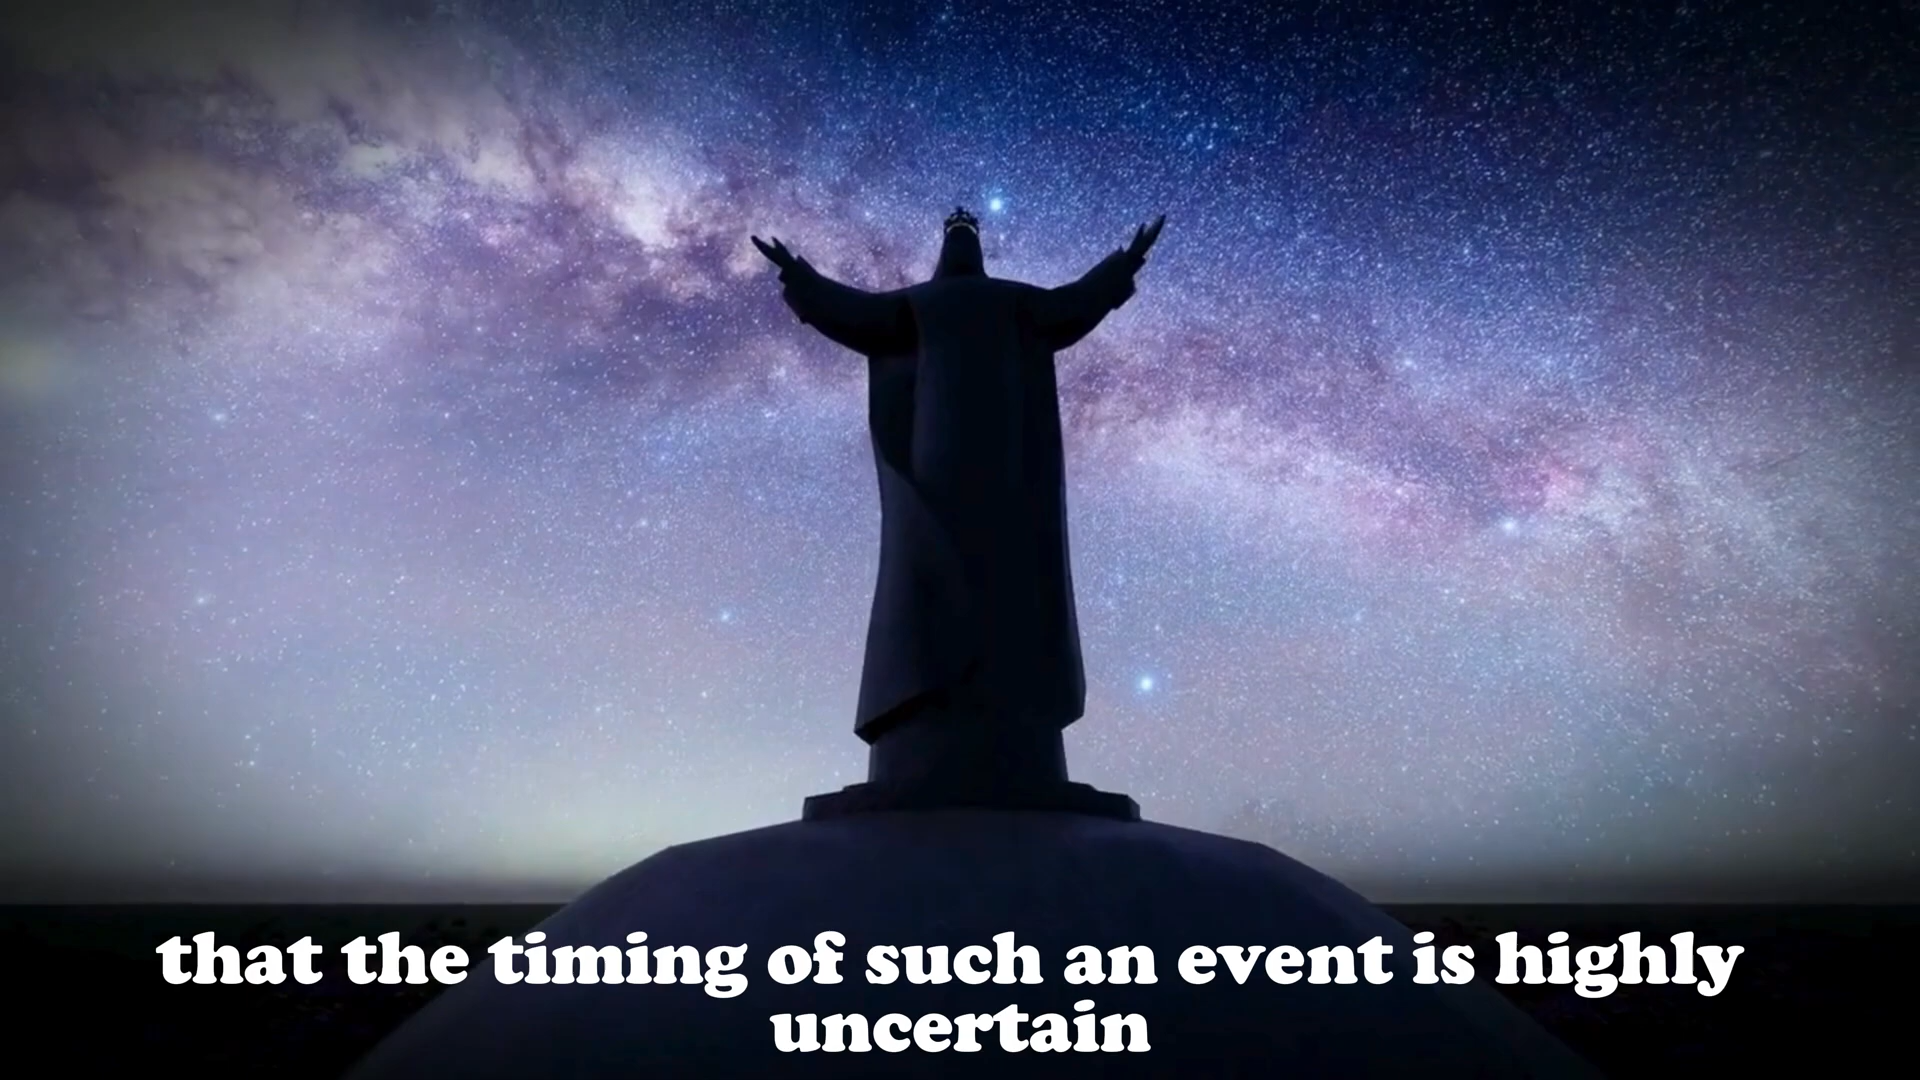 that the timing of such an event is highly
uncertain